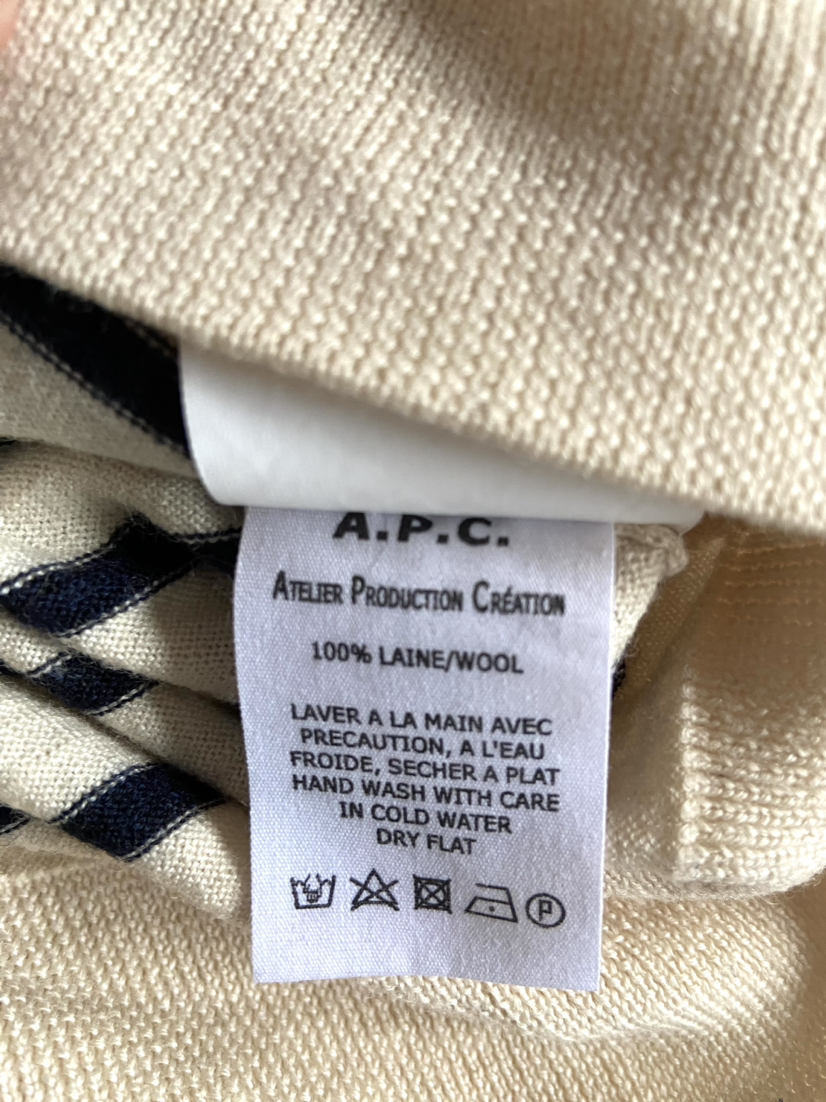 A.P.C.
ATELIER PRODUCTION CRÉATION
100% LAINE/WOOL
LAVER A LA MAIN AVEC
PRECAUTION, A L'EAU
FROIDE, SECHER A PLAT
HAND WASH WITH CARE
IN COLD WATER
DRY FLAT
P